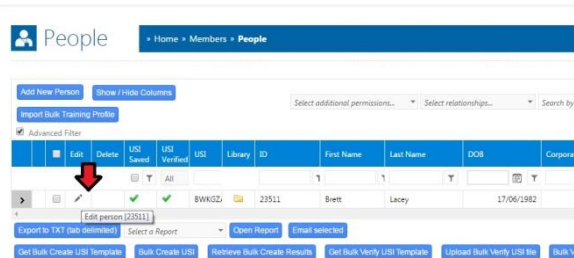 People
» Home » Members » People
Add New Person Show / Hide Columns
Select additional permissions... Select relationships... Search by
Import Bulk Training Profile
Advanced Filter
Edit Delete USI Saved USI Verified USI Library ID First Name Last Name DOB Corpora
All
BWKGZ 23511 Brett Lacey 17/06/1982
Edit person [23511]
Export to TXT (tab delimited) Select a Report Open Report Email selected
Get Bulk Create USI Template Bulk Create USI Retrieve Bulk Create Results Get Bulk Verify USI Template Upload Bulk Verify USI file Bulk V